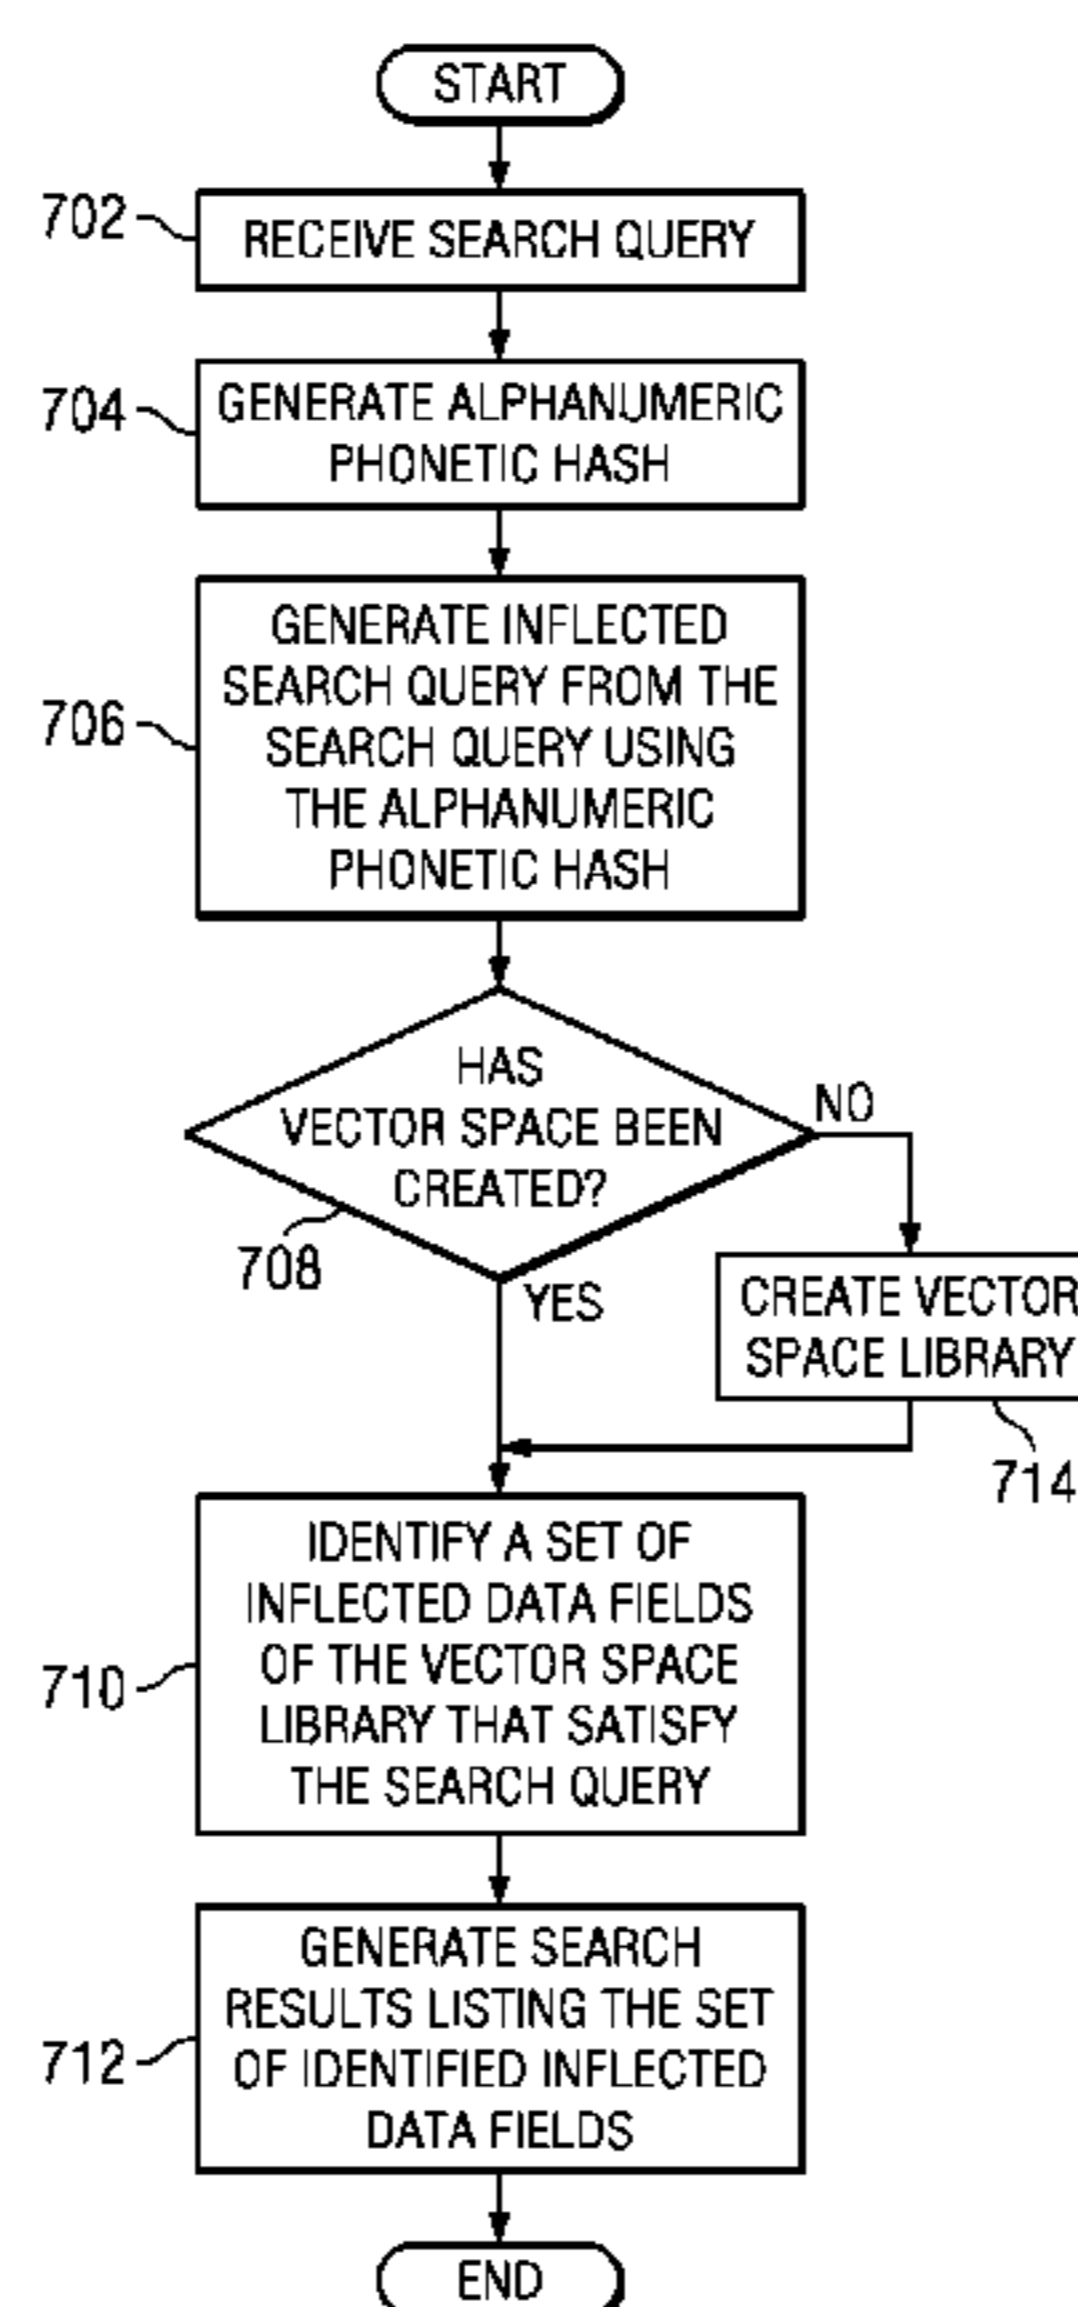 START
702
RECEIVE SEARCH QUERY
704
GENERATE ALPHANUMERIC
PHONETIC HASH
706
GENERATE INFLECTED
SEARCH QUERY FROM THE
SEARCH QUERY USING
THE ALPHANUMERIC
PHONETIC HASH
HAS
VECTOR SPACE BEEN
CREATED?
708
NO
YES
CREATE VECTOR
SPACE LIBRARY
714
710
IDENTIFY A SET OF
INFLECTED DATA FIELDS
OF THE VECTOR SPACE
LIBRARY THAT SATISFY
THE SEARCH QUERY
712
GENERATE SEARCH
RESULTS LISTING THE SET
OF IDENTIFIED INFLECTED
DATA FIELDS
END